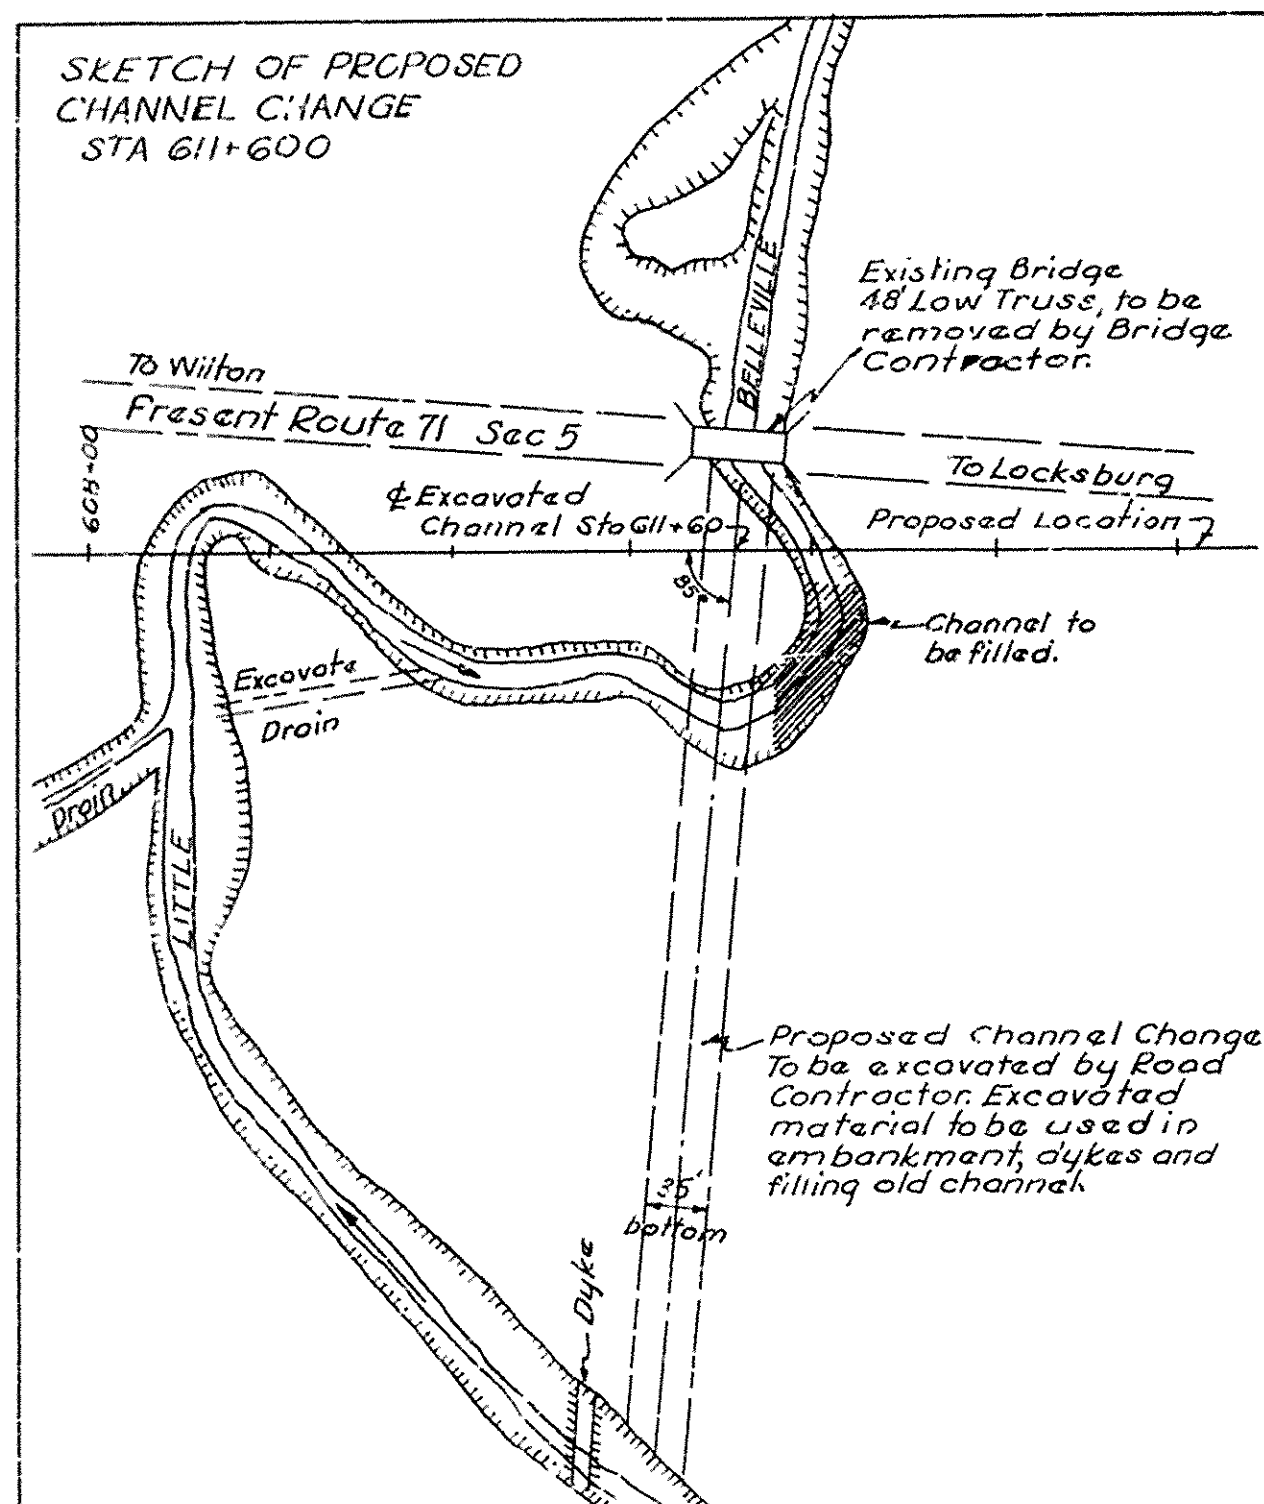 SKETCH OF PROPOSED
CHANNEL CHANGE
STA 611+600
Existing Bridge
48' Low Truss, to be
removed by Bridge
Contractor.
BELLEVILLE
To Wilton
Present Route 71 Sec 5
To Locksburg
℄ Excavated
Channel Sta 611+60
Proposed Location
85°
Channel to
be filled.
Excavate
Drain
Drain
LITTLE
Proposed Channel Change
To be excavated by Road
Contractor. Excavated
material to be used in
embankment, dykes and
filling old channel.
35'
bottom
Dyke